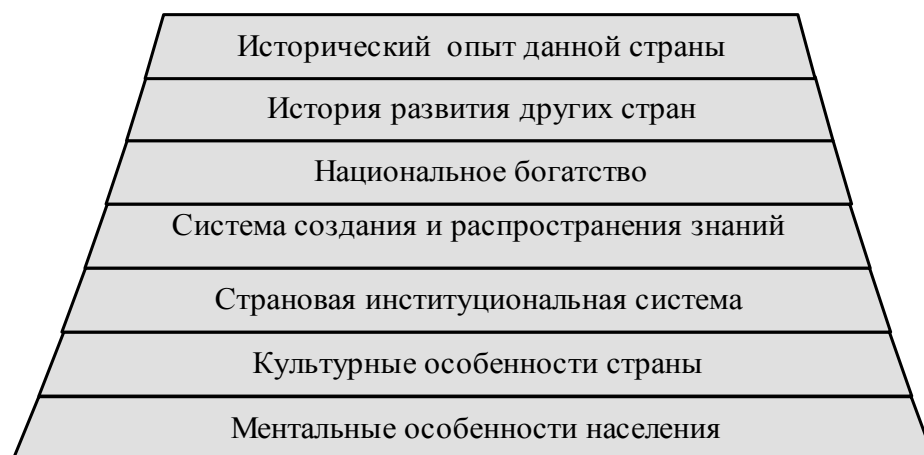 Исторический опыт данной страны
История развития других стран
Национальное богатство
Система создания и распространения знаний
Страновая институциональная система
Культурные особенности страны
Ментальные особенности населения